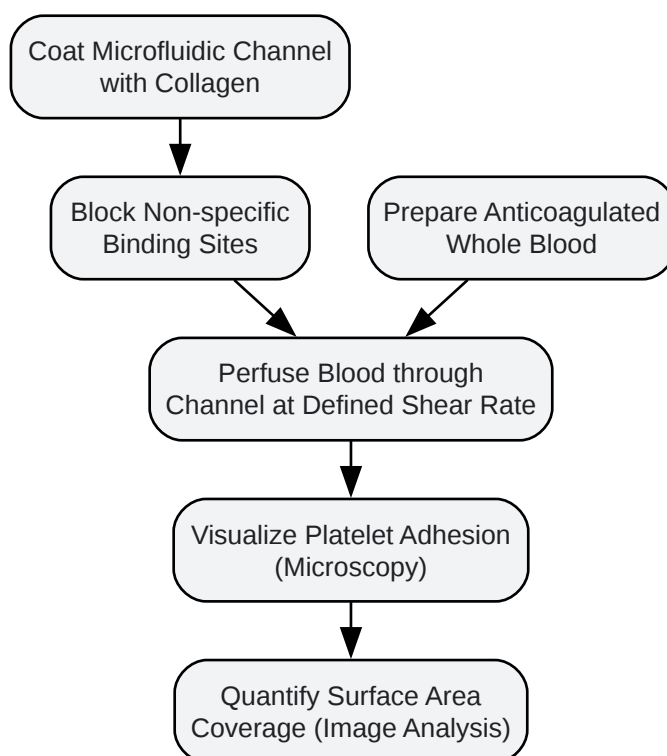 Coat Microfluidic Channel
with Collagen
Block Non-specific
Binding Sites
Prepare Anticoagulated
Whole Blood
Perfuse Blood through
Channel at Defined Shear Rate
Visualize Platelet Adhesion
(Microscopy)
Quantify Surface Area
Coverage (Image Analysis)